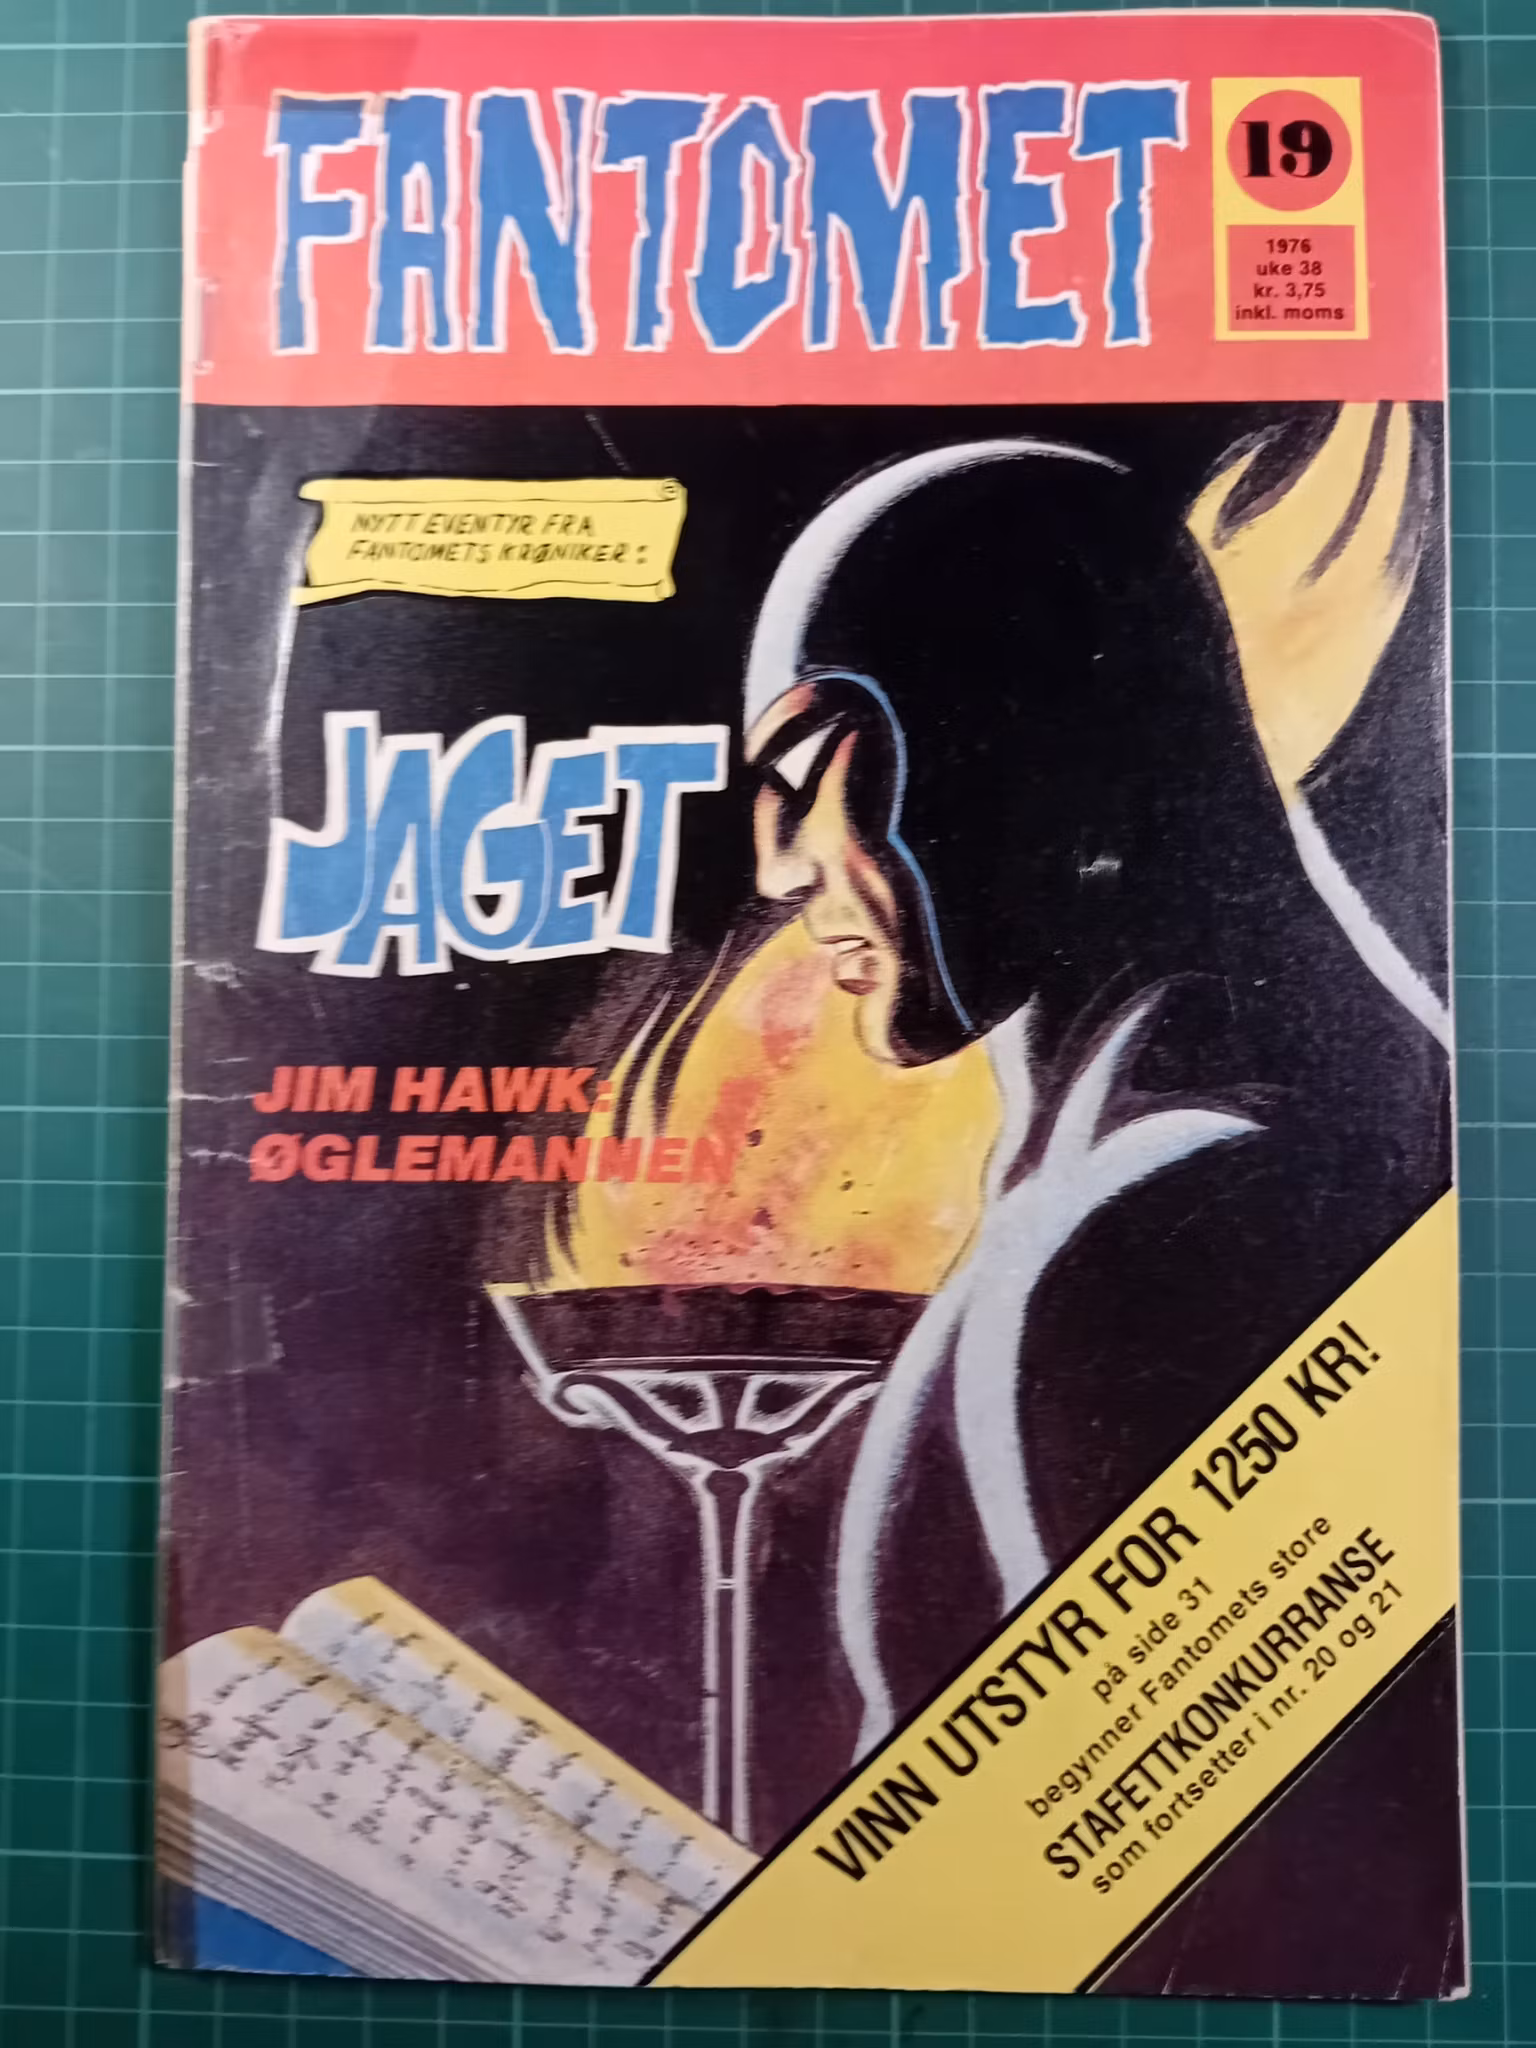 FANTOMET
19
1976
uke 38
kr. 3,75
inkl. moms
NYTT EVENTYR FRA
FANTOMETS KRØNIKER:
JAGET
JIM HAWK:
ØGLEMANNEN
VINN UTSTYR FOR 1250 KR!
på side 31
begynner Fantomets store
STAFETTKONKURRANSE
som fortsetter i nr. 20 og 21